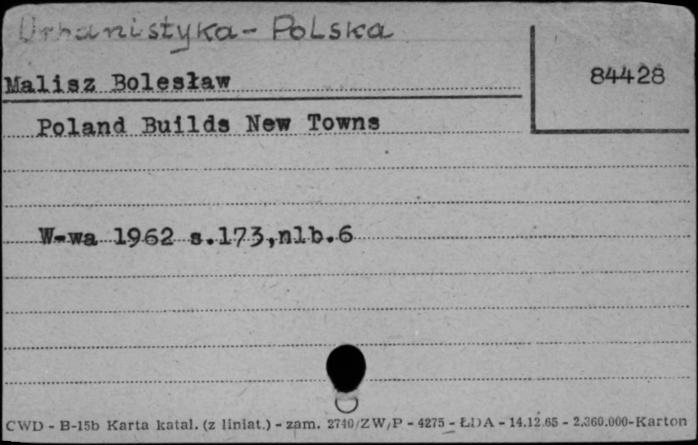 Urbanistyka - Polska
Malisz Bolesław
84428
Poland Builds New Towns
W-wa 1962 s.173,nlb.6
CWD - B-15b Karta katal. (z liniat.) - zam. 2740/ZW/P - 4275 - ŁDA - 14.12.65 - 2.360.000-Karton